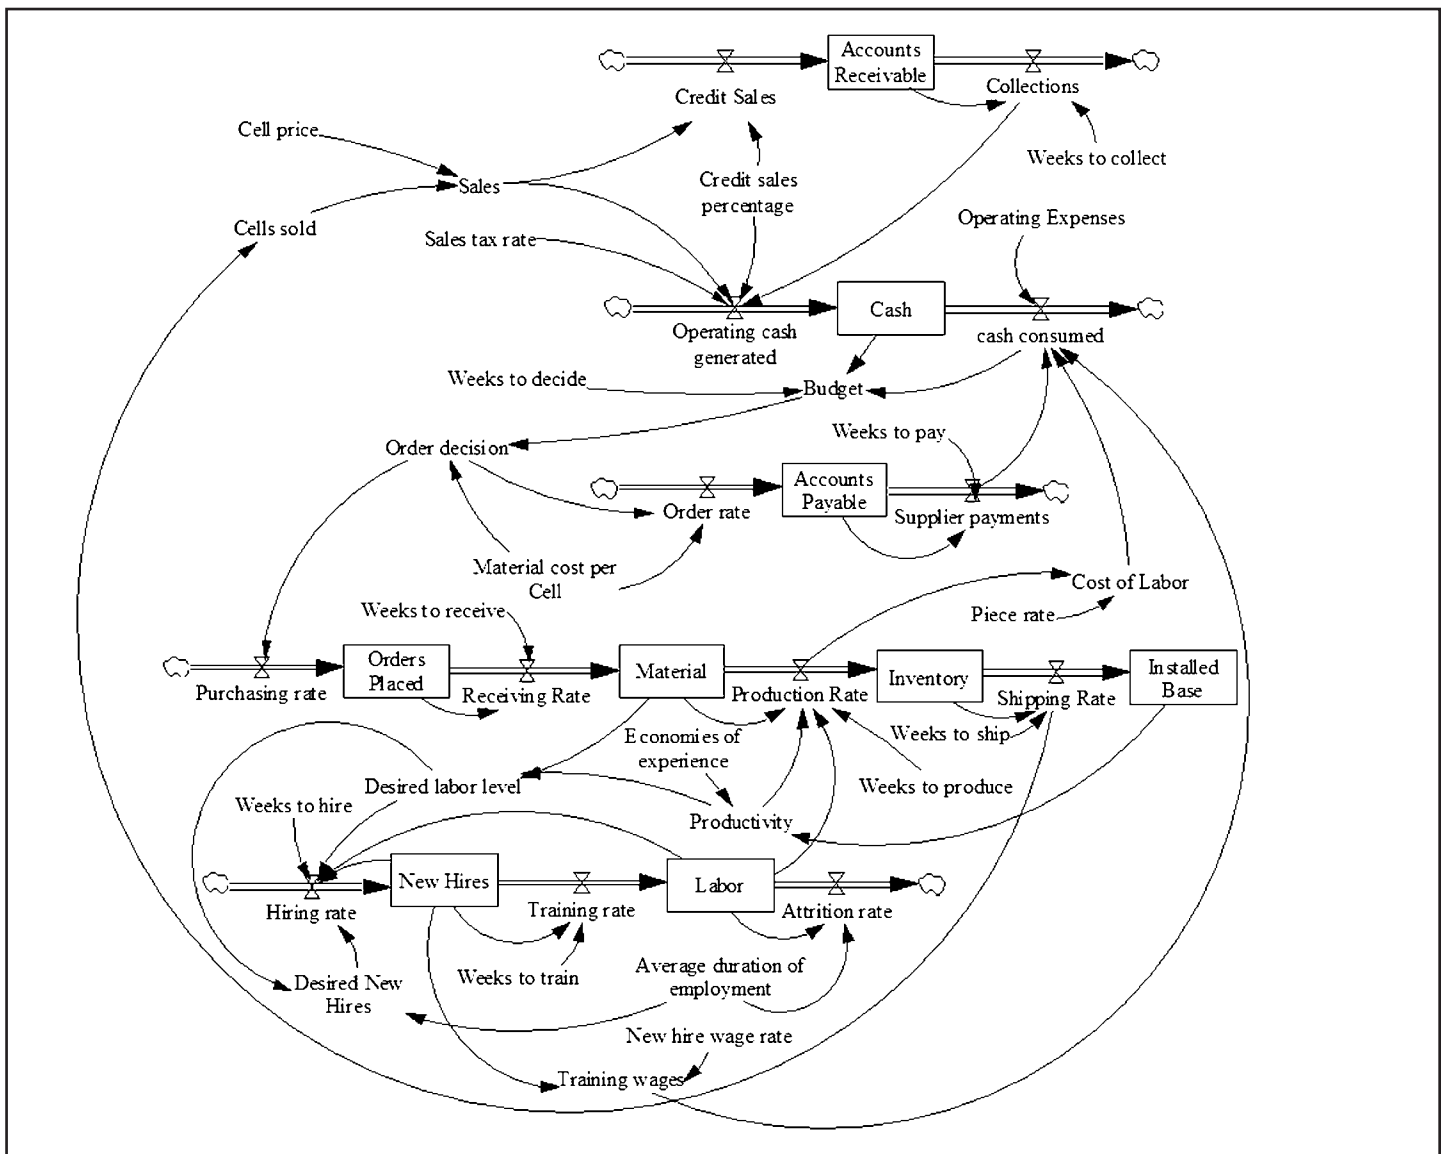 Accounts
Receivable
Credit Sales
Collections
Cell price
Weeks to collect
Sales
Credit sales
percentage
Cells sold
Sales tax rate
Operating Expenses
Cash
Operating cash
generated
cash consumed
Weeks to decide
Budget
Order decision
Weeks to pay
Accounts
Payable
Order rate
Supplier payments
Material cost per
Cell
Cost of Labor
Piece rate
Weeks to receive
Orders
Placed
Material
Inventory
Installed
Base
Purchasing rate
Receiving Rate
Production Rate
Shipping Rate
Economies of
experience
Weeks to ship
Desired labor level
Weeks to produce
Weeks to hire
Productivity
New Hires
Labor
Hiring rate
Training rate
Attrition rate
Weeks to train
Average duration of
employment
Desired New
Hires
New hire wage rate
Training wages